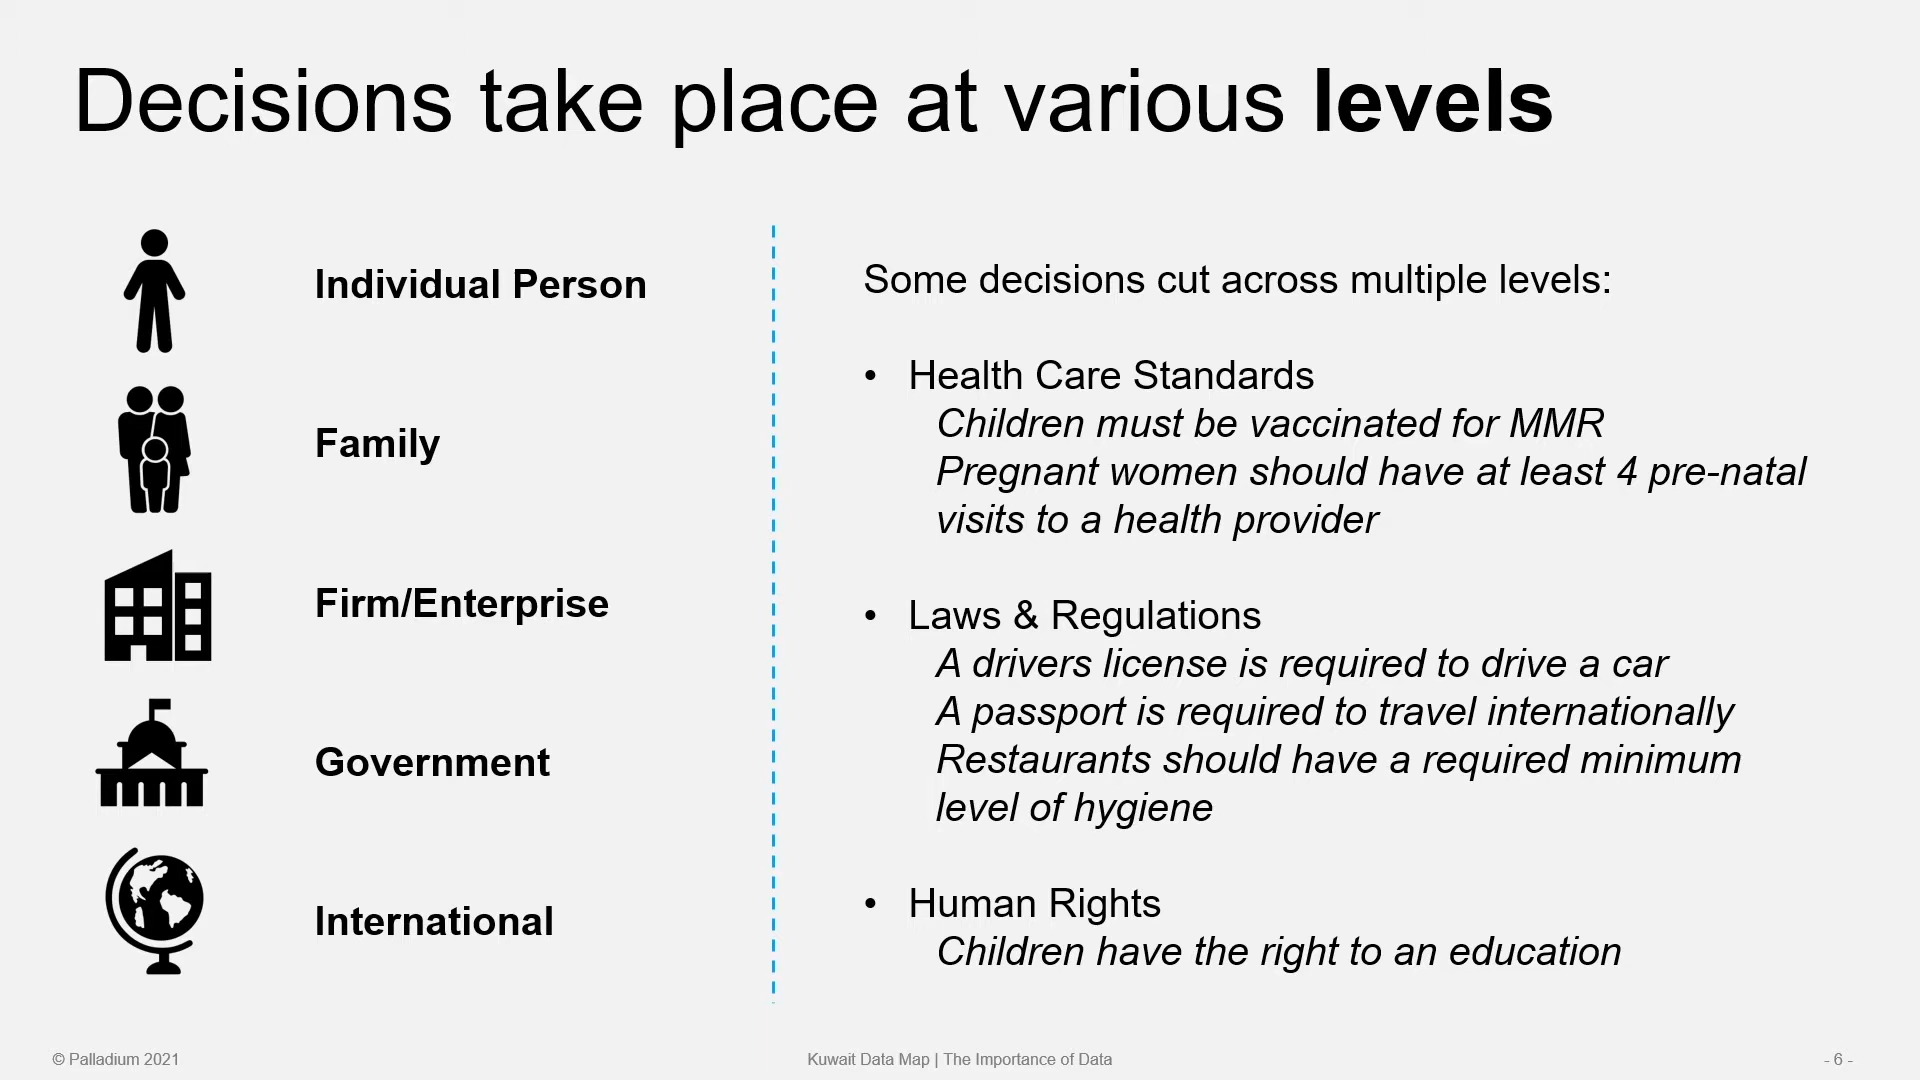 Decisions take place at various levels
Individual Person
Family
Firm/Enterprise
Government
International
Some decisions cut across multiple levels:
• Health Care Standards
Children must be vaccinated for MMR
Pregnant women should have at least 4 pre-natal
visits to a health provider
• Laws & Regulations
A drivers license is required to drive a car
A passport is required to travel internationally
Restaurants should have a required minimum
level of hygiene
• Human Rights
Children have the right to an education
© Palladium 2021
Kuwait Data Map | The Importance of Data
- 6 -